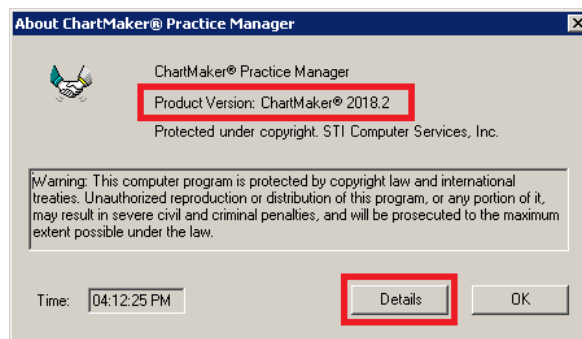 About ChartMaker® Practice Manager
ChartMaker® Practice Manager
Product Version: ChartMaker® 2018.2
Protected under copyright. STI Computer Services, Inc.
Warning: This computer program is protected by copyright law and international
treaties. Unauthorized reproduction or distribution of this program, or any portion of it,
may result in severe civil and criminal penalties, and will be prosecuted to the maximum
extent possible under the law.
Time: 04:12:25 PM
Details
OK